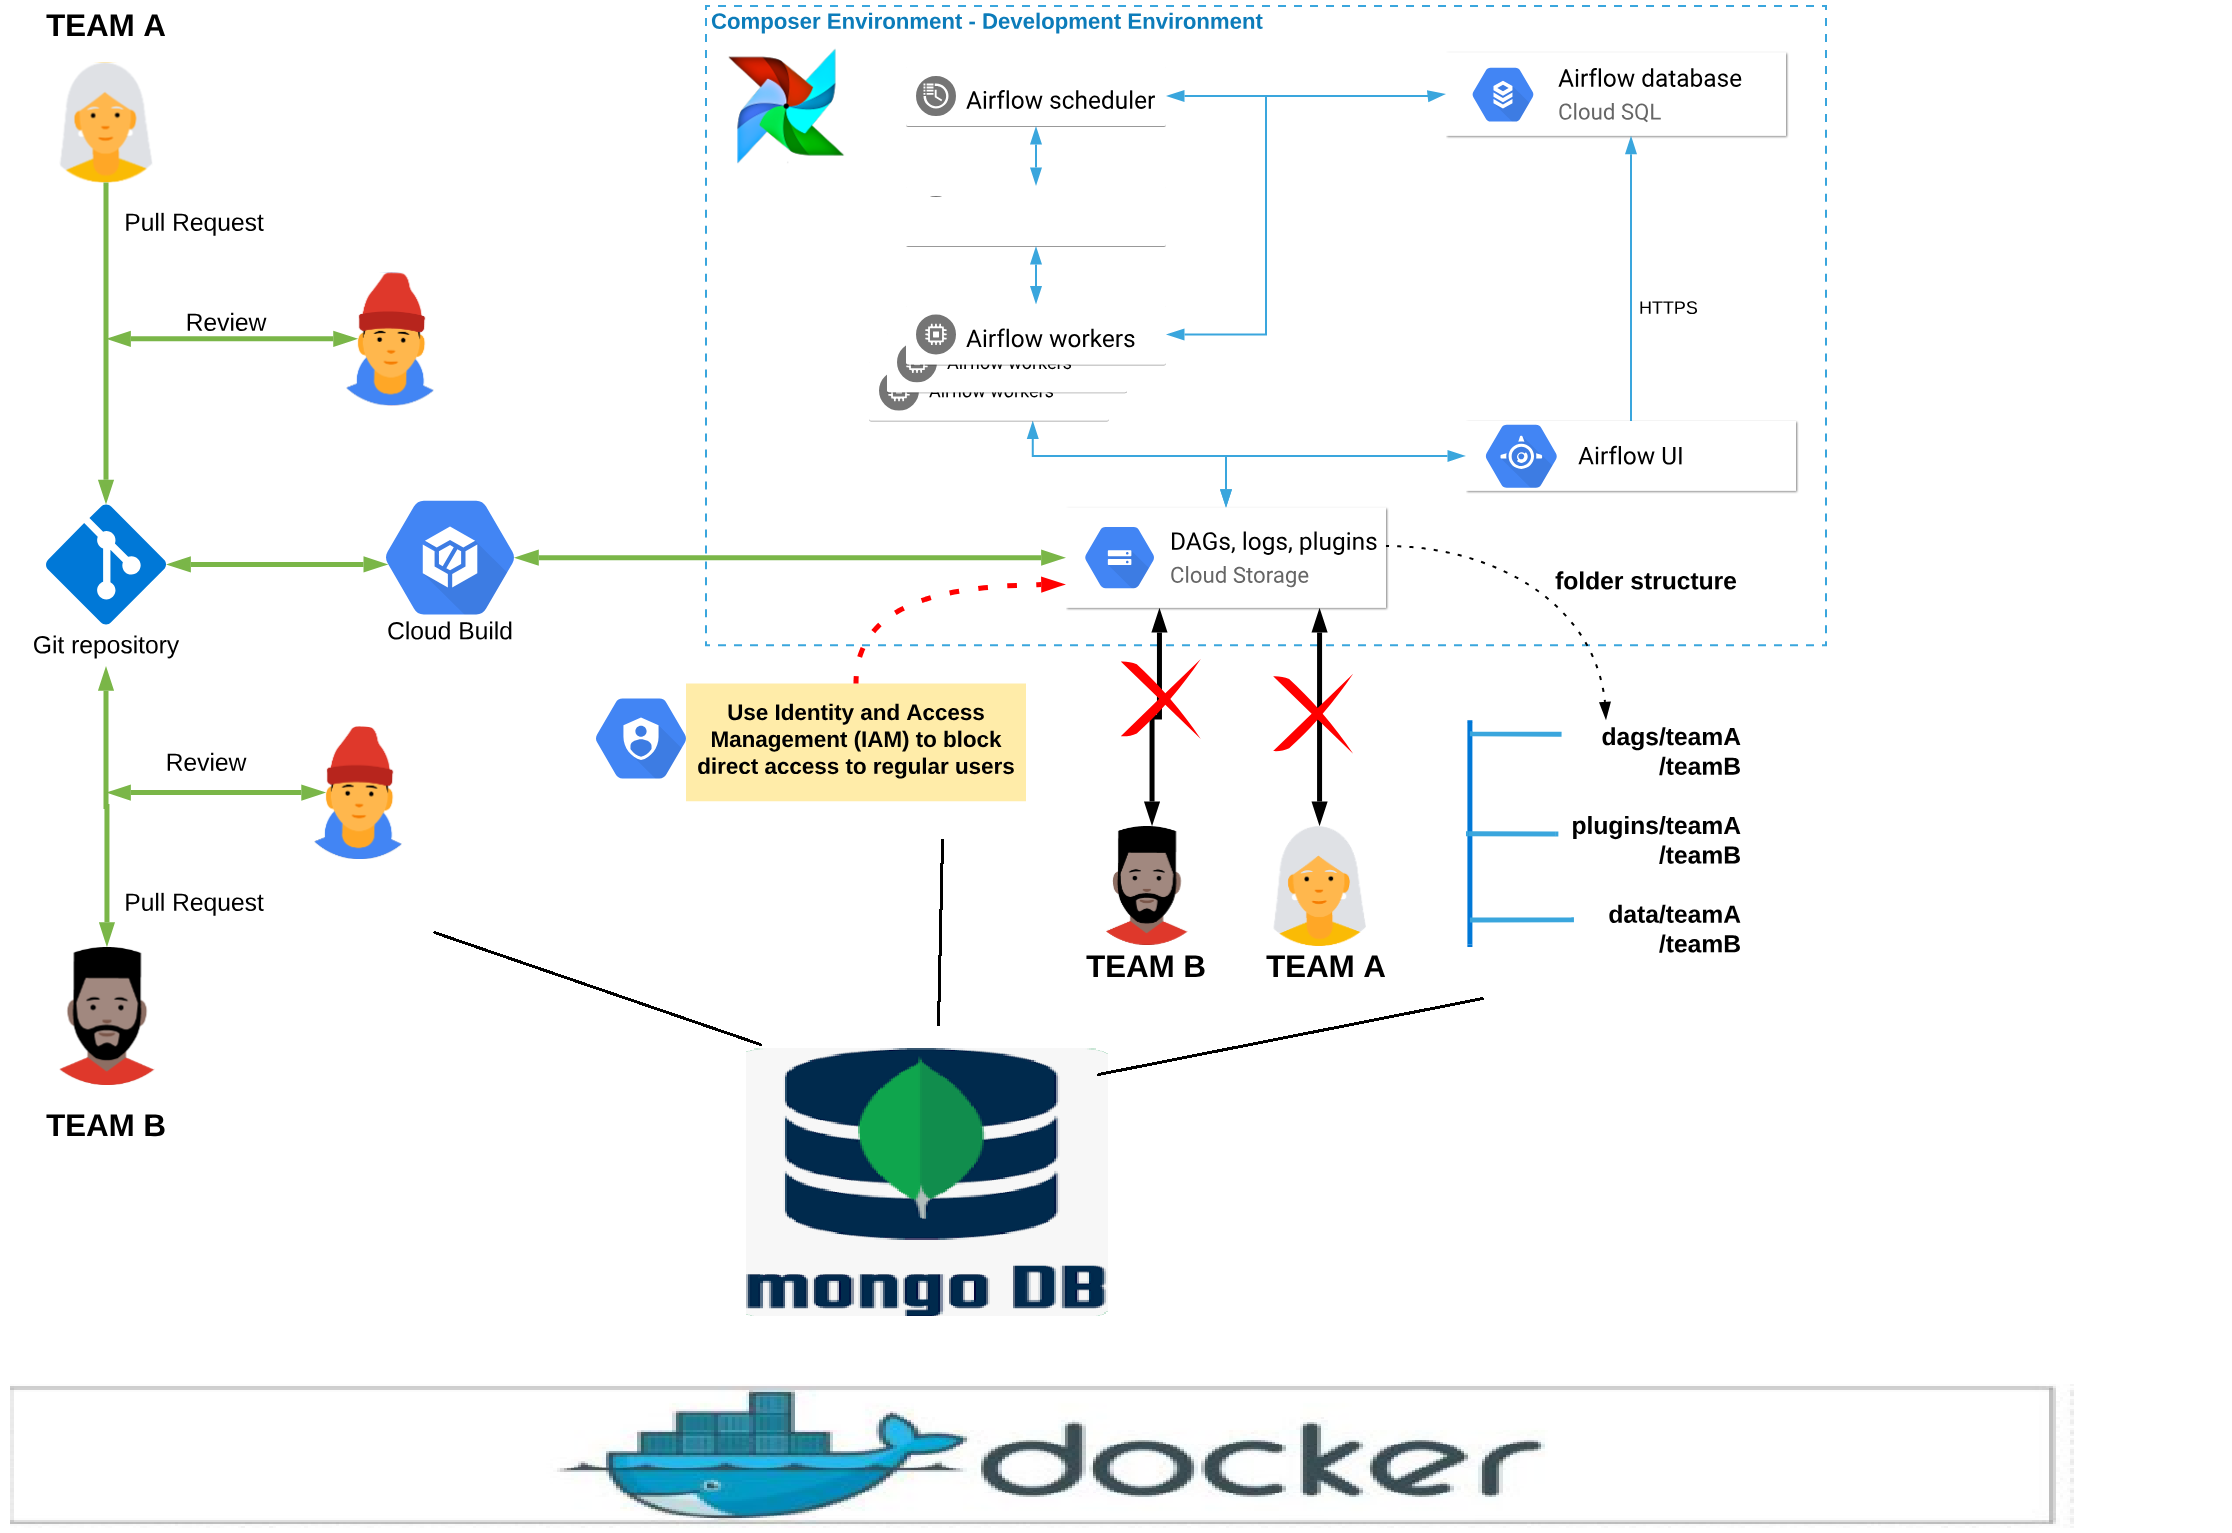 TEAM A
Composer Environment - Development Environment
Airflow scheduler
Airflow database
Cloud SQL
Pull Request
HTTPS
Review
Airflow workers
Airflow workers
Airflow workers
Airflow UI
DAGs, logs, plugins
Cloud Storage
folder structure
Cloud Build
Git repository
Use Identity and Access
Management (IAM) to block
direct access to regular users
dags/teamA
/teamB
Review
plugins/teamA
/teamB
Pull Request
data/teamA
/teamB
TEAM B
TEAM A
TEAM B
mongo DB
docker